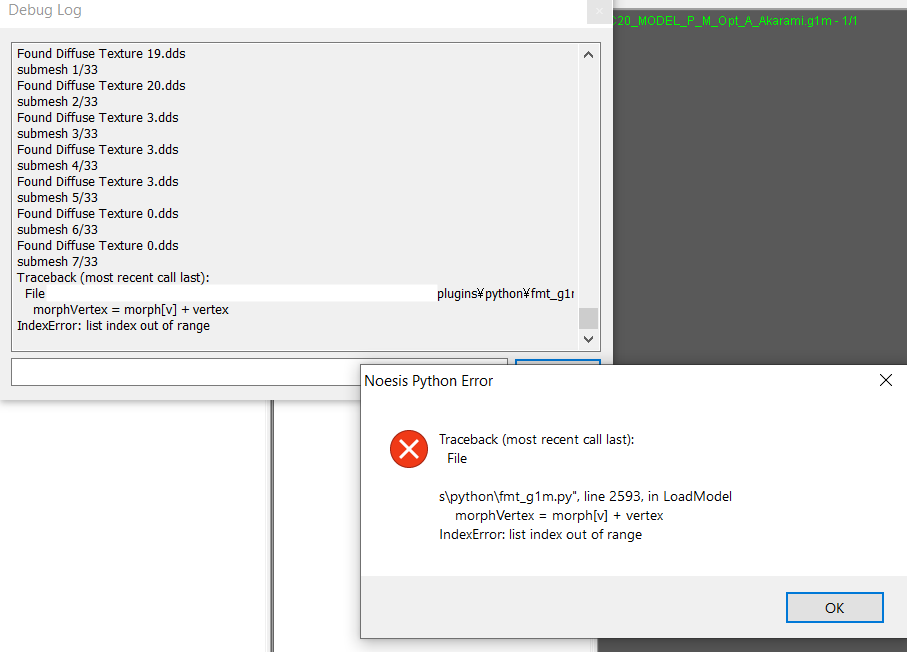 Debug Log
20_MODEL_P_M_Opt_A_Akarami.g1m - 1/1
Found Diffuse Texture 19.dds
submesh 1/33
Found Diffuse Texture 20.dds
submesh 2/33
Found Diffuse Texture 3.dds
submesh 3/33
Found Diffuse Texture 3.dds
submesh 4/33
Found Diffuse Texture 3.dds
submesh 5/33
Found Diffuse Texture 0.dds
submesh 6/33
Found Diffuse Texture 0.dds
submesh 7/33
Traceback (most recent call last):
File plugins¥python¥fmt_g1
morphVertex = morph[v] + vertex
IndexError: list index out of range
Noesis Python Error
Traceback (most recent call last):
File
s\python\fmt_g1m.py", line 2593, in LoadModel
morphVertex = morph[v] + vertex
IndexError: list index out of range
OK